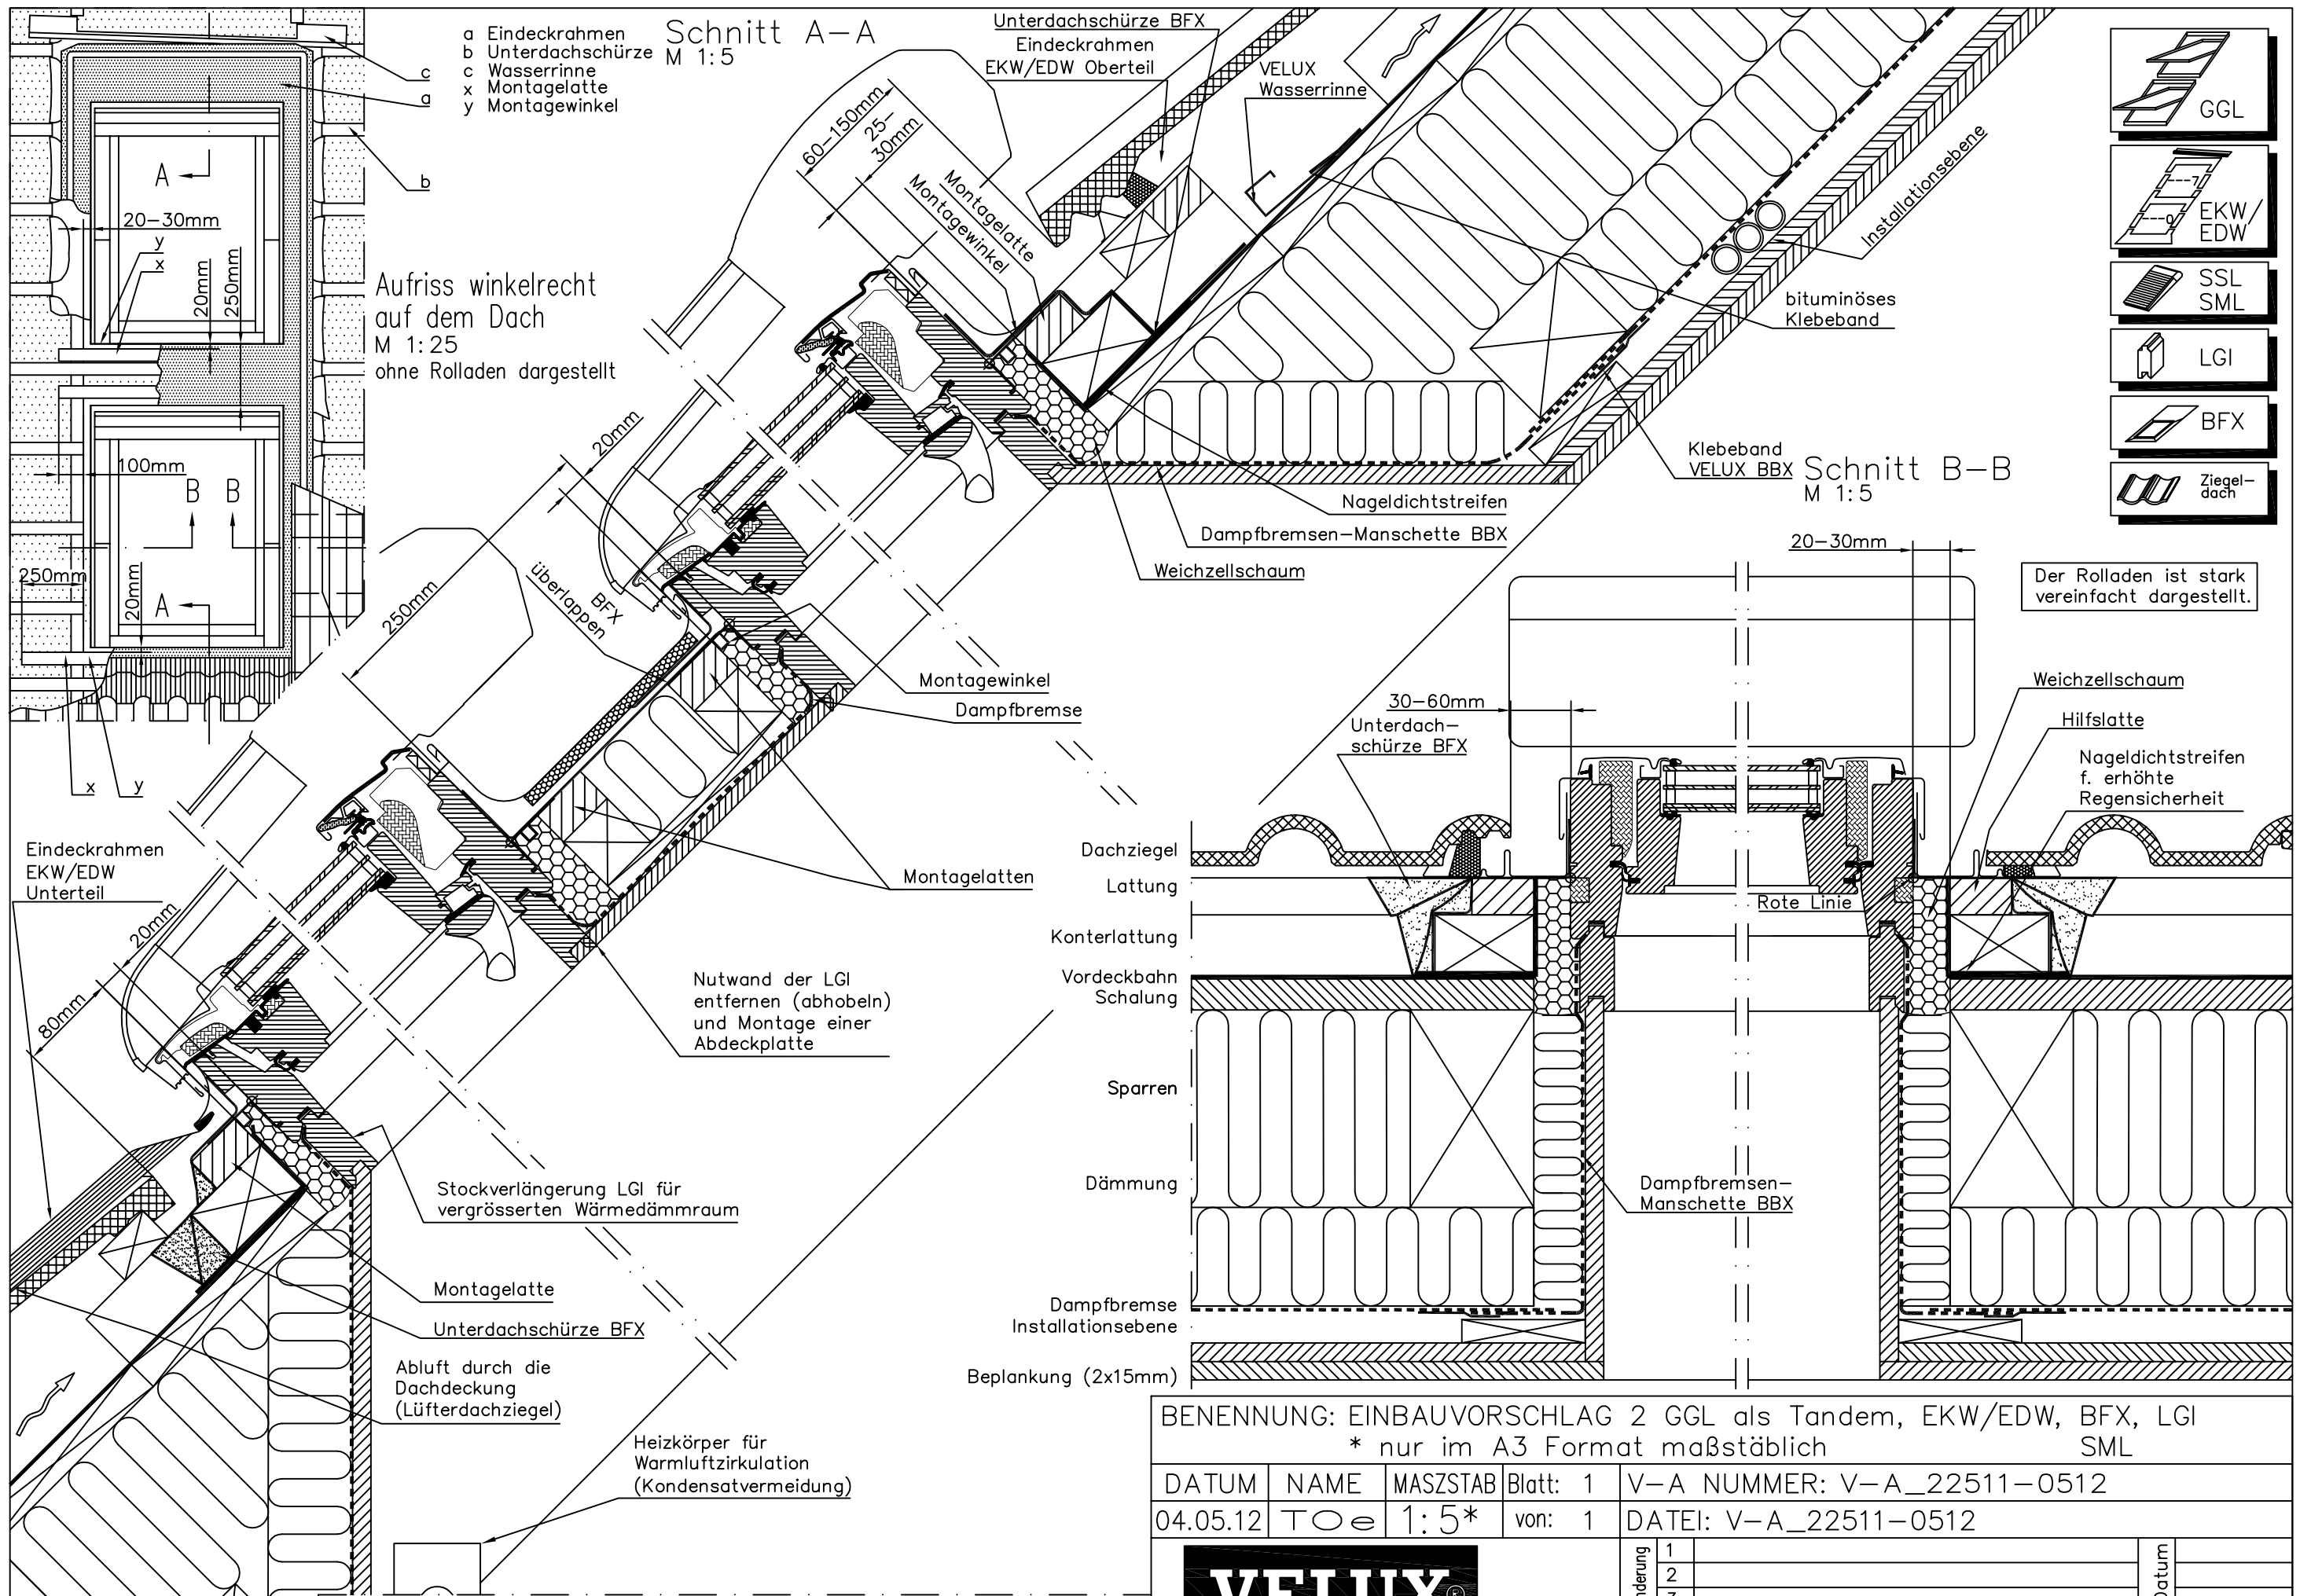 a Eindeckrahmen
b Unterdachschürze
c Wasserrinne
x Montagelatte
y Montagewinkel
Schnitt A-A
M 1:5
c
a
b
A
20-30mm
y
x
20mm
250mm
100mm
B B
250mm
20mm
A
x y
Aufriss winkelrecht
auf dem Dach
M 1:25
ohne Rolladen dargestellt
Unterdachschürze BFX
Eindeckrahmen
EKW/EDW Oberteil
VELUX
Wasserrinne
60-150mm
25-
30mm
Montagelatte
Montagewinkel
Installationsebene
bituminöses
Klebeband
Klebeband
VELUX BBX
Nageldichtstreifen
Dampfbremsen-Manschette BBX
Weichzellschaum
20mm
250mm
BFX
überlappen
Montagewinkel
Dampfbremse
Montagelatten
Nutwand der LGI
entfernen (abhobeln)
und Montage einer
Abdeckplatte
Eindeckrahmen
EKW/EDW
Unterteil
20mm
80mm
Stockverlängerung LGI für
vergrösserten Wärmedämmraum
Montagelatte
Unterdachschürze BFX
Abluft durch die
Dachdeckung
(Lüfterdachziegel)
Heizkörper für
Warmluftzirkulation
(Kondensatvermeidung)
GGL
7
0
EKW/
EDW
SSL
SML
LGI
BFX
Ziegel-
dach
Schnitt B-B
M 1:5
20-30mm
Der Rolladen ist stark
vereinfacht dargestellt.
30-60mm
Unterdach-
schürze BFX
Weichzellschaum
Hilfslatte
Nageldichtstreifen
f. erhöhte
Regensicherheit
Dachziegel
Lattung
Rote Linie
Konterlattung
Vordeckbahn
Schalung
Sparren
Dämmung
Dampfbremsen-
Manschette BBX
Dampfbremse
Installationsebene
Beplankung (2x15mm)
BENENNUNG: EINBAUVORSCHLAG 2 GGL als Tandem, EKW/EDW, BFX, LGI
* nur im A3 Format maßstäblich SML
DATUM NAME MASZSTAB Blatt: 1 V-A NUMMER: V-A_22511-0512
04.05.12 TOe 1:5* von: 1 DATEI: V-A_22511-0512
VELUX ®
1
2